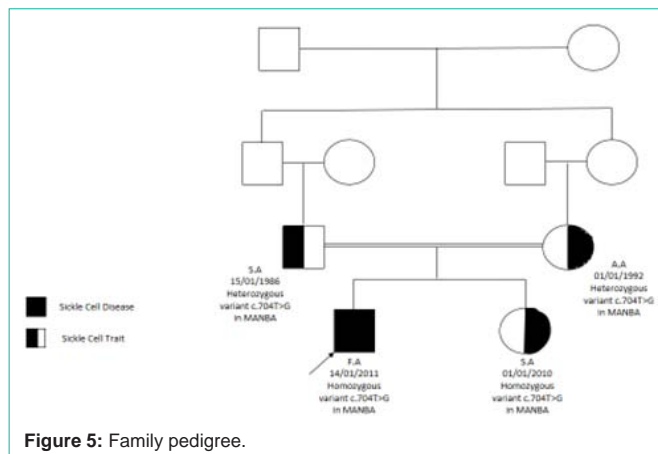 S.A
15/01/1986
Heterozygous
variant c.704T>G
in MANBA
A.A
01/01/1992
Heterozygous
variant c.704T>G
in MANBA
Sickle Cell Disease
Sickle Cell Trait
F.A
14/01/2011
Homozygous
variant c.704T>G
in MANBA
S.A
01/01/2010
Homozygous
variant c.704T>G
in MANBA
Figure 5: Family pedigree.